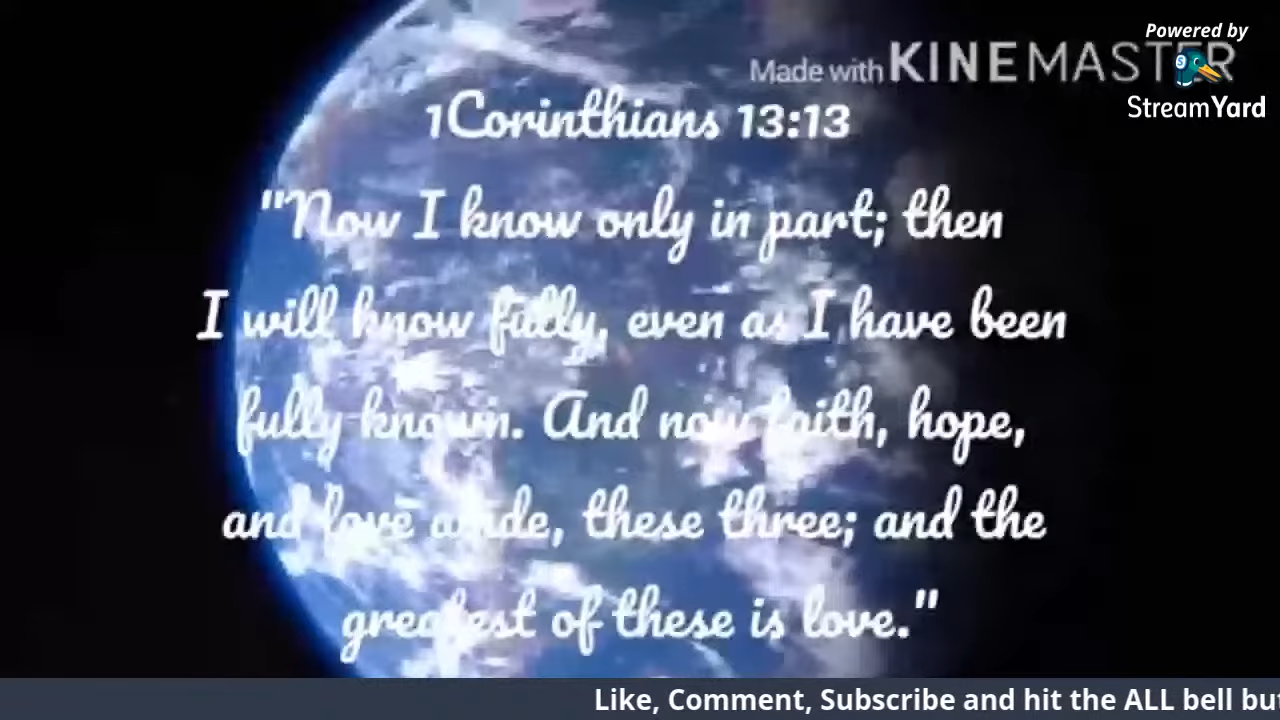 Powered by
Made with KINEMASTER
StreamYard
1Corinthians 13:13
"Now I know only in part; then
I will know fully, even as I have been
fully known. And now faith, hope,
and love abide, these three; and the
greatest of these is love."
Like, Comment, Subscribe and hit the ALL bell but